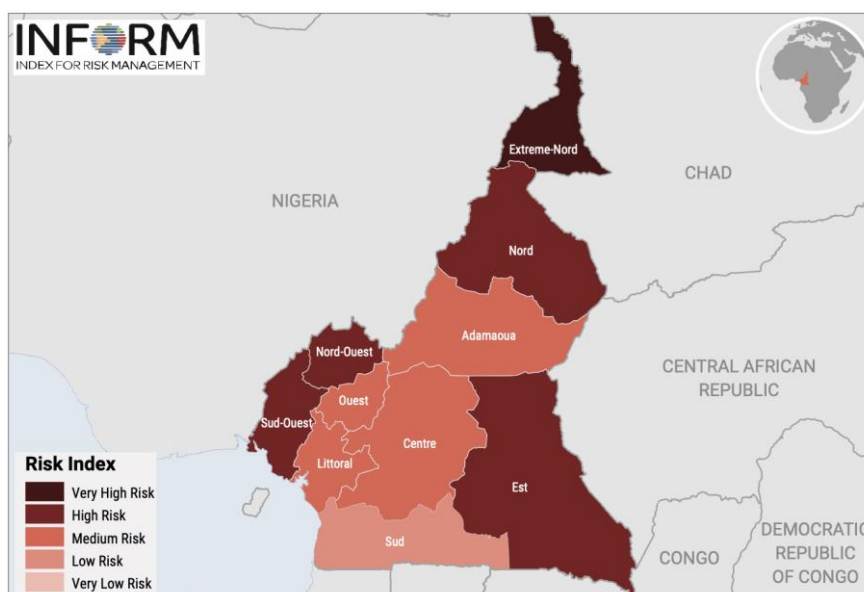 INFORM
INDEX FOR RISK MANAGEMENT
Extreme-Nord
CHAD
NIGERIA
Nord
Adamaoua
Nord-Ouest
CENTRAL AFRICAN
REPUBLIC
Ouest
Sud-Ouest
Centre
Littoral
Est
Sud
Risk Index
Very High Risk
High Risk
Medium Risk
Low Risk
Very Low Risk
CONGO
DEMOCRATIC
REPUBLIC
OF CONGO